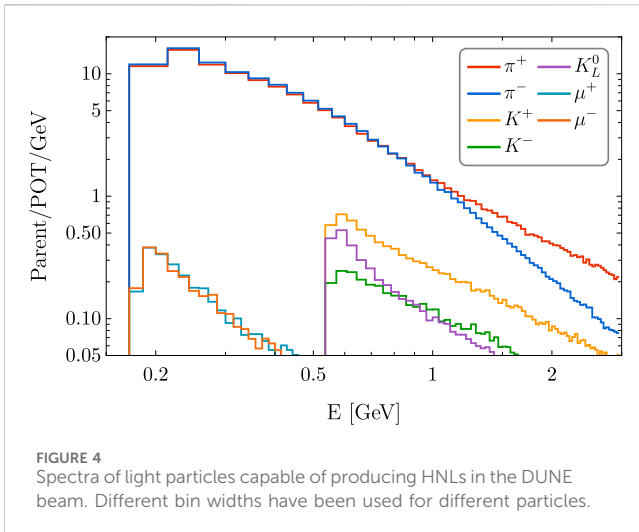 10
5
1
0.50
0.10
0.05
Parent/POT/GeV
π⁺ K⁰_L
π⁻ μ⁺
K⁺ μ⁻
K⁻
0.2 0.5 1 2
E [GeV]
FIGURE 4
Spectra of light particles capable of producing HNLs in the DUNE
beam. Different bin widths have been used for different particles.